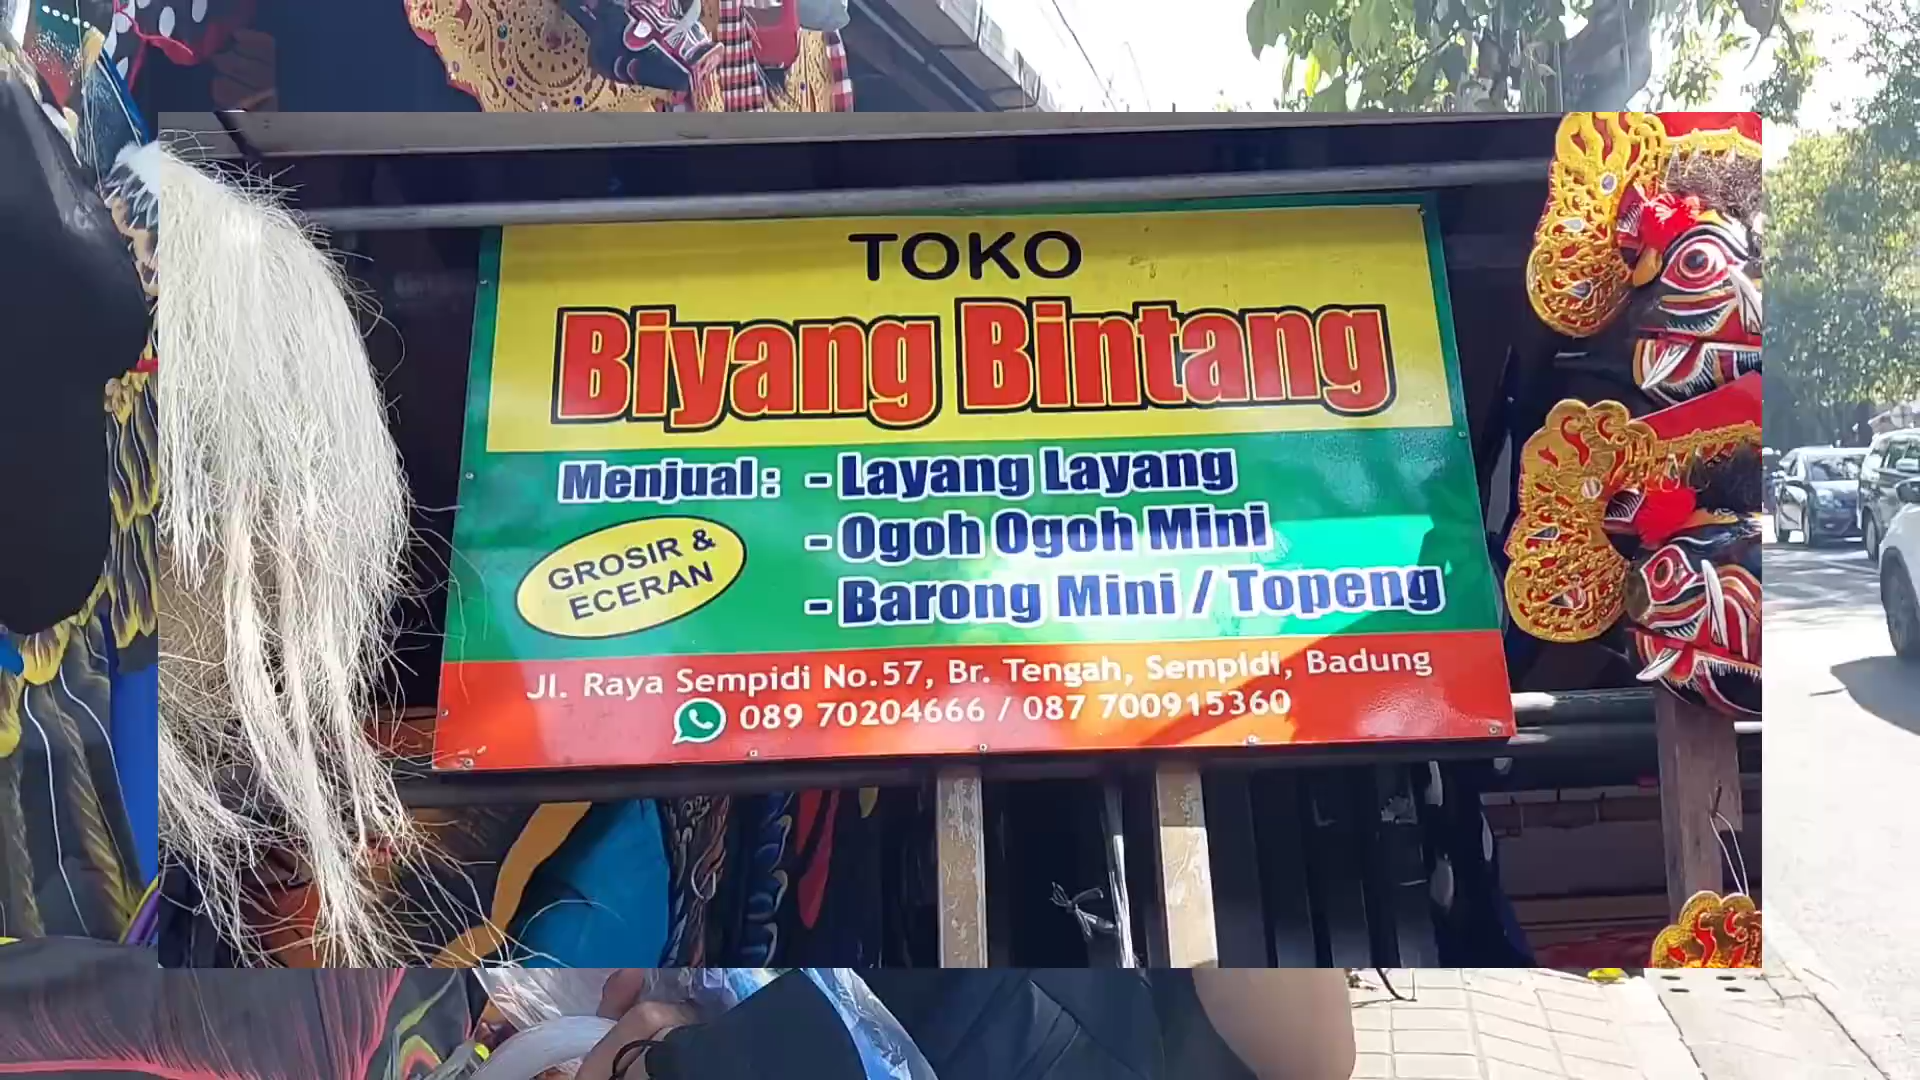 TOKO
Biyang Bintang
Menjual : - Layang Layang
- Ogoh Ogoh Mini
- Barong Mini / Topeng
GROSIR &
ECERAN
Jl. Raya Sempidi No.57, Br. Tengah, Sempidi, Badung
089 70204666 / 087 700915360